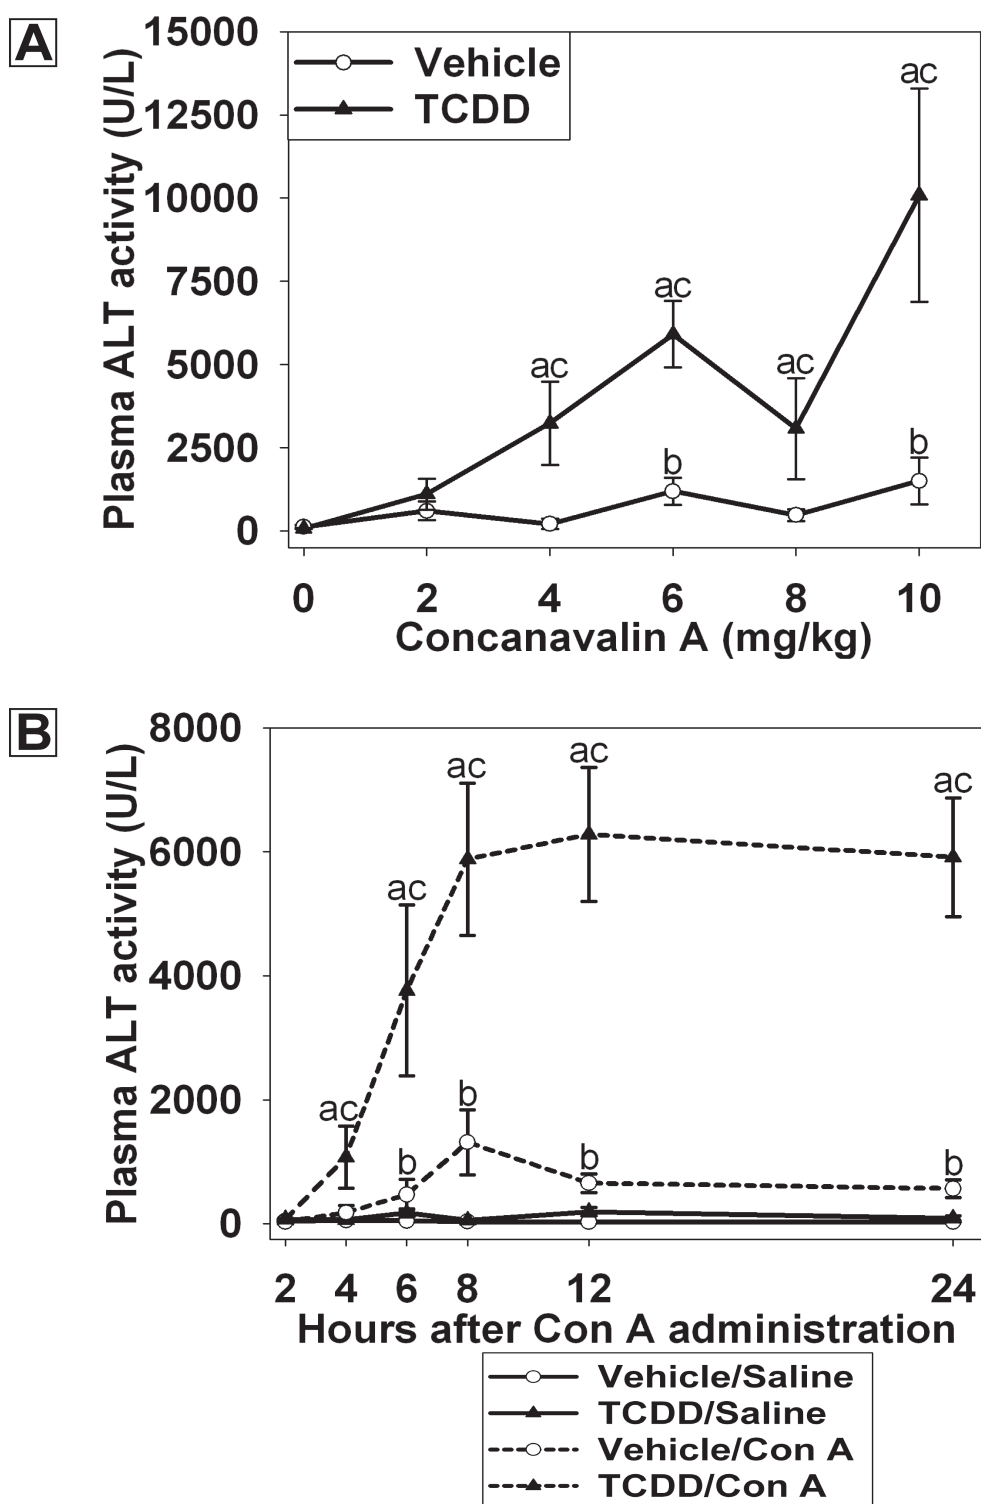 A
15000
12500
10000
7500
5000
2500
0
Plasma ALT activity (U/L)
Vehicle
TCDD
ac
ac
ac
ac
b
b
0 2 4 6 8 10
Concanavalin A (mg/kg)
B
8000
6000
4000
2000
0
Plasma ALT activity (U/L)
ac
ac
ac
ac
ac
b
b
b
b
2 4 6 8 12 24
Hours after Con A administration
Vehicle/Saline
TCDD/Saline
Vehicle/Con A
TCDD/Con A